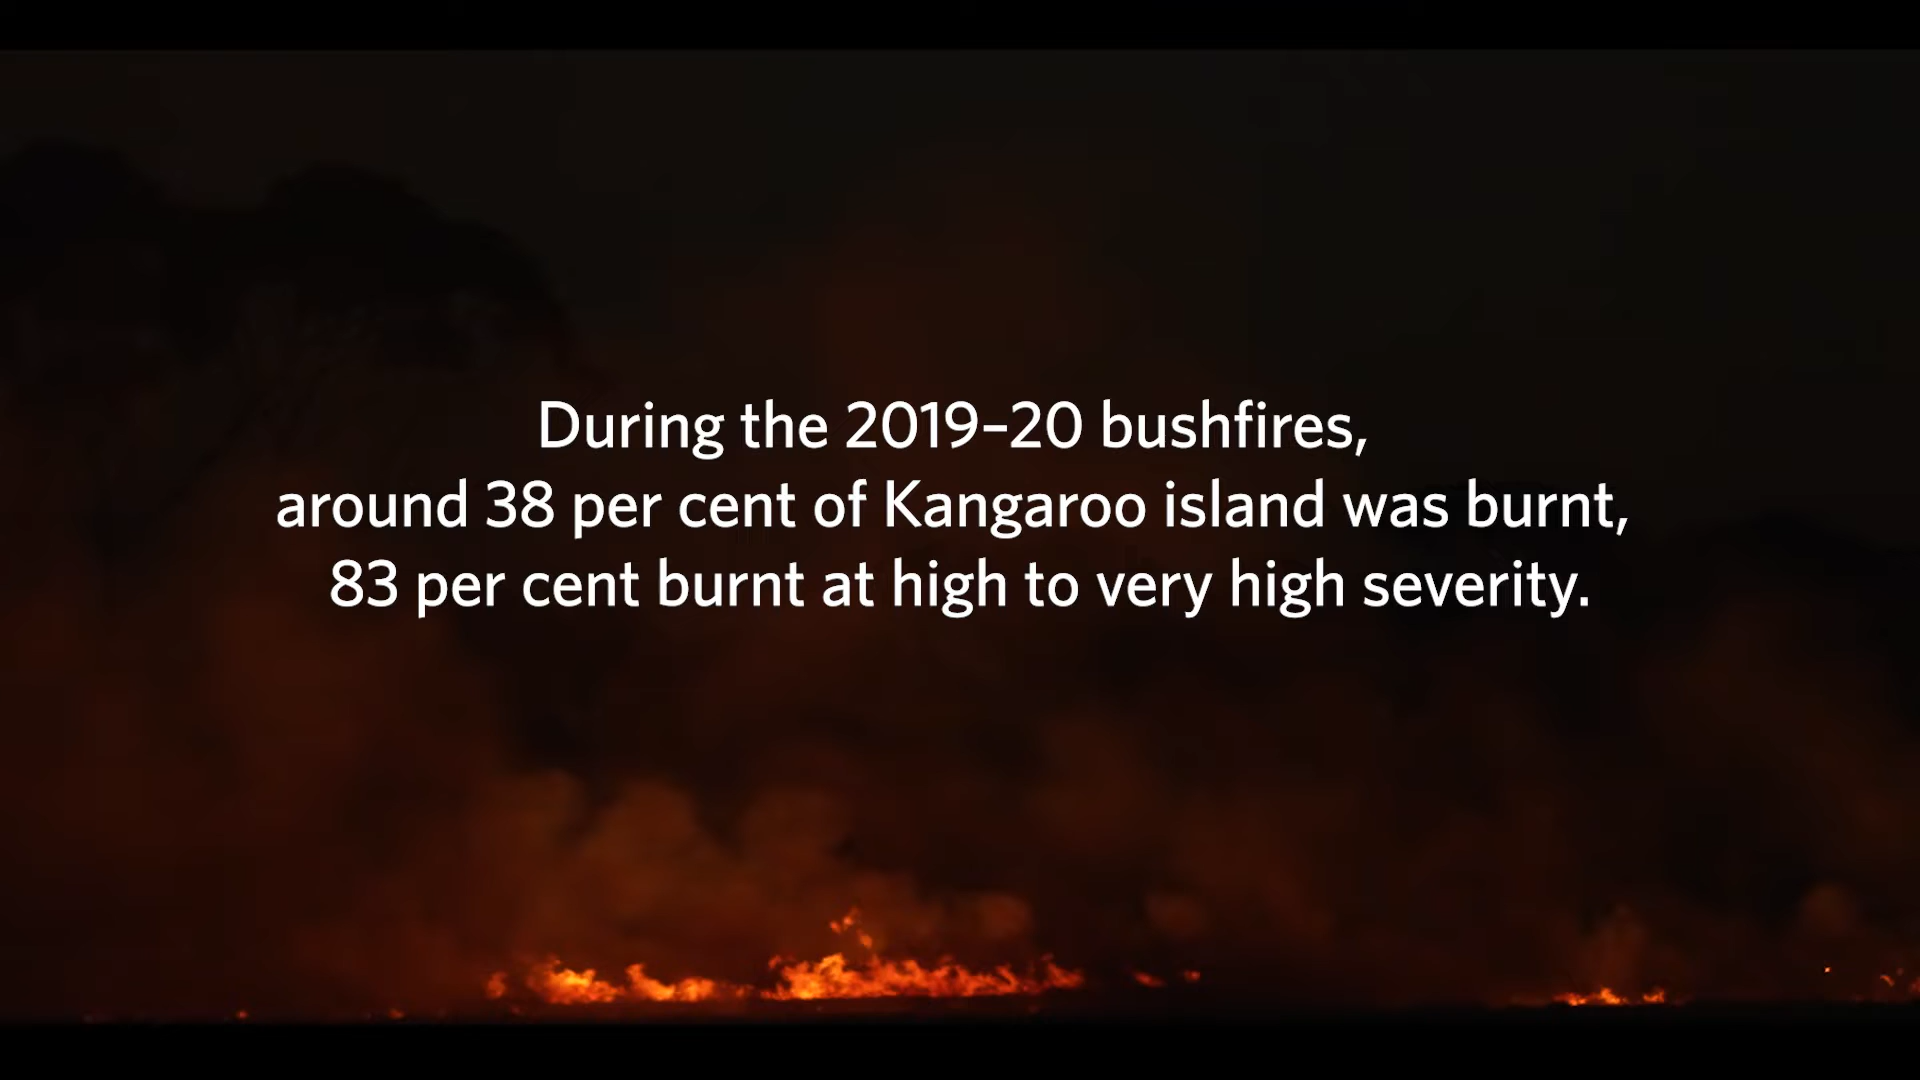 During the 2019–20 bushfires,
around 38 per cent of Kangaroo island was burnt,
83 per cent burnt at high to very high severity.